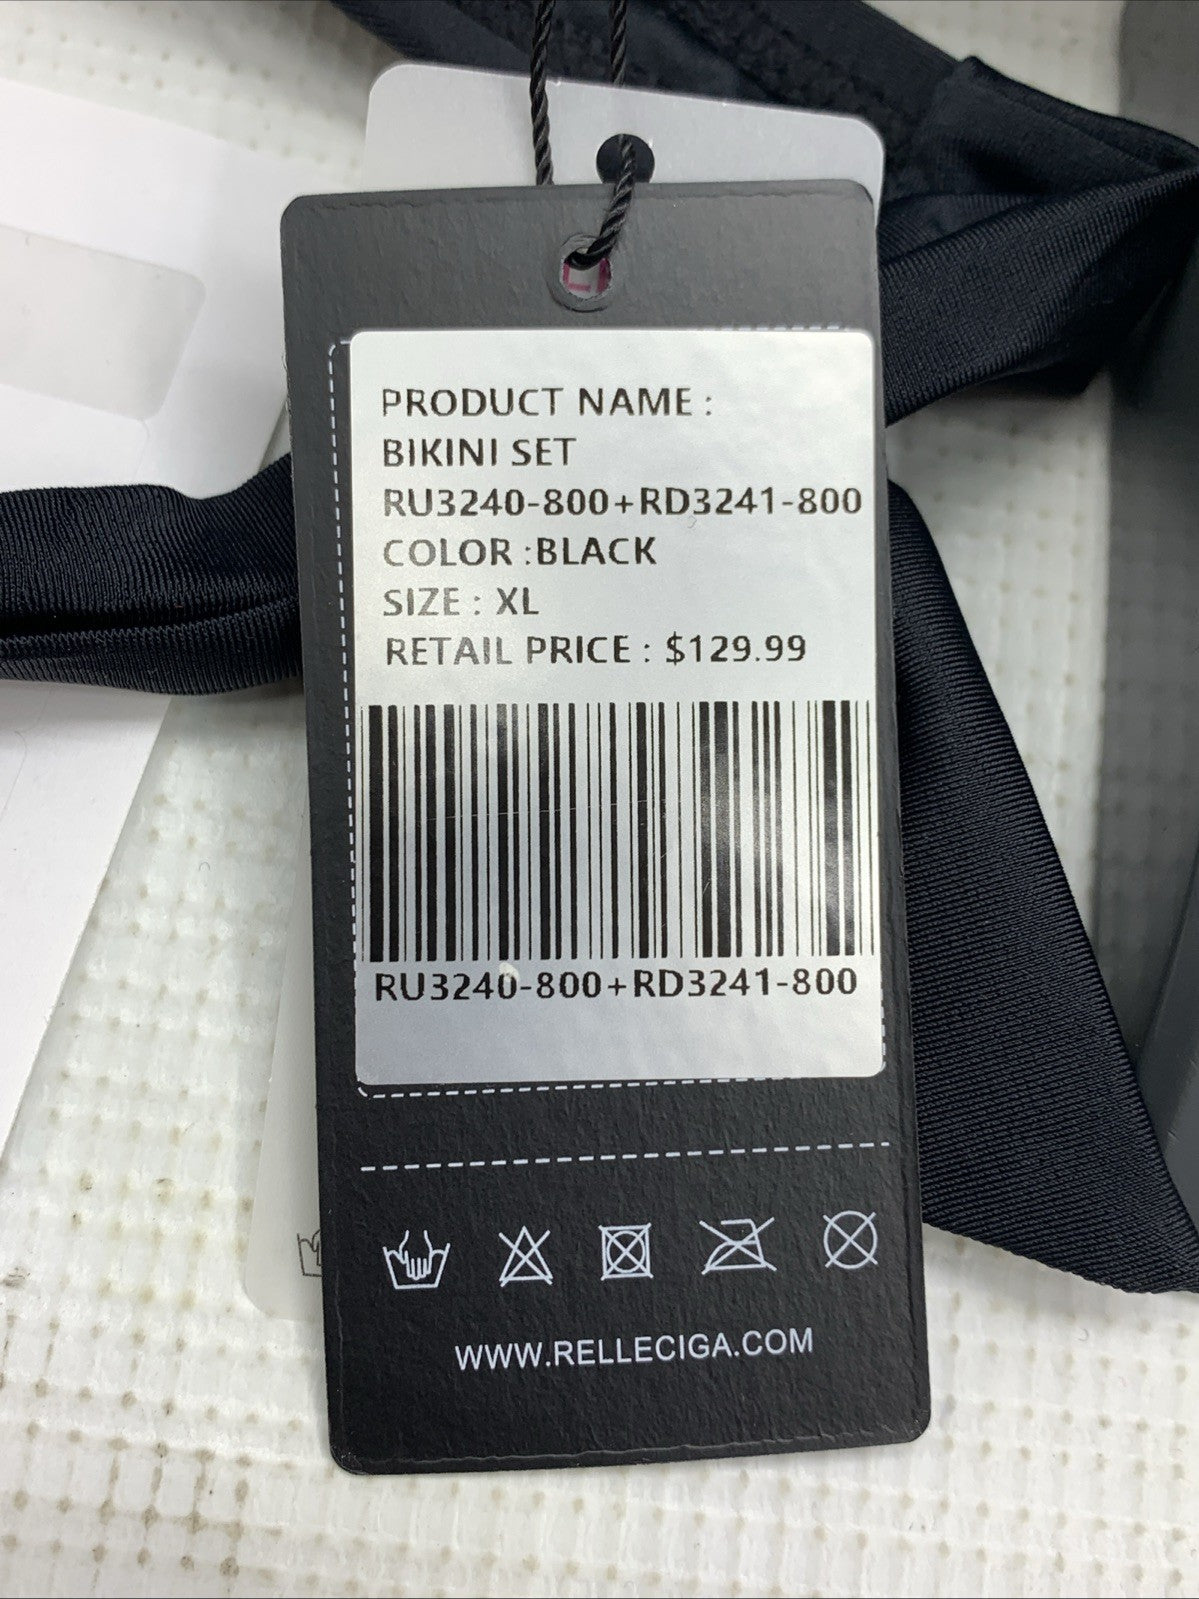 PRODUCT NAME :
BIKINI SET
RU3240-800+RD3241-800
COLOR :BLACK
SIZE : XL
RETAIL PRICE : $129.99
RU3240-800+RD3241-800
WWW.RELLECIGA.COM